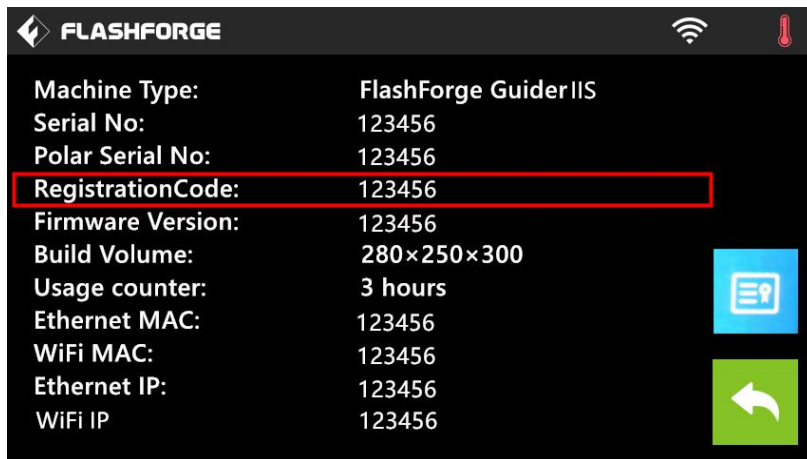 FLASHFORGE
Machine Type: FlashForge Guider IIS
Serial No: 123456
Polar Serial No: 123456
RegistrationCode: 123456
Firmware Version: 123456
Build Volume: 280×250×300
Usage counter: 3 hours
Ethernet MAC: 123456
WiFi MAC: 123456
Ethernet IP: 123456
WiFi IP 123456